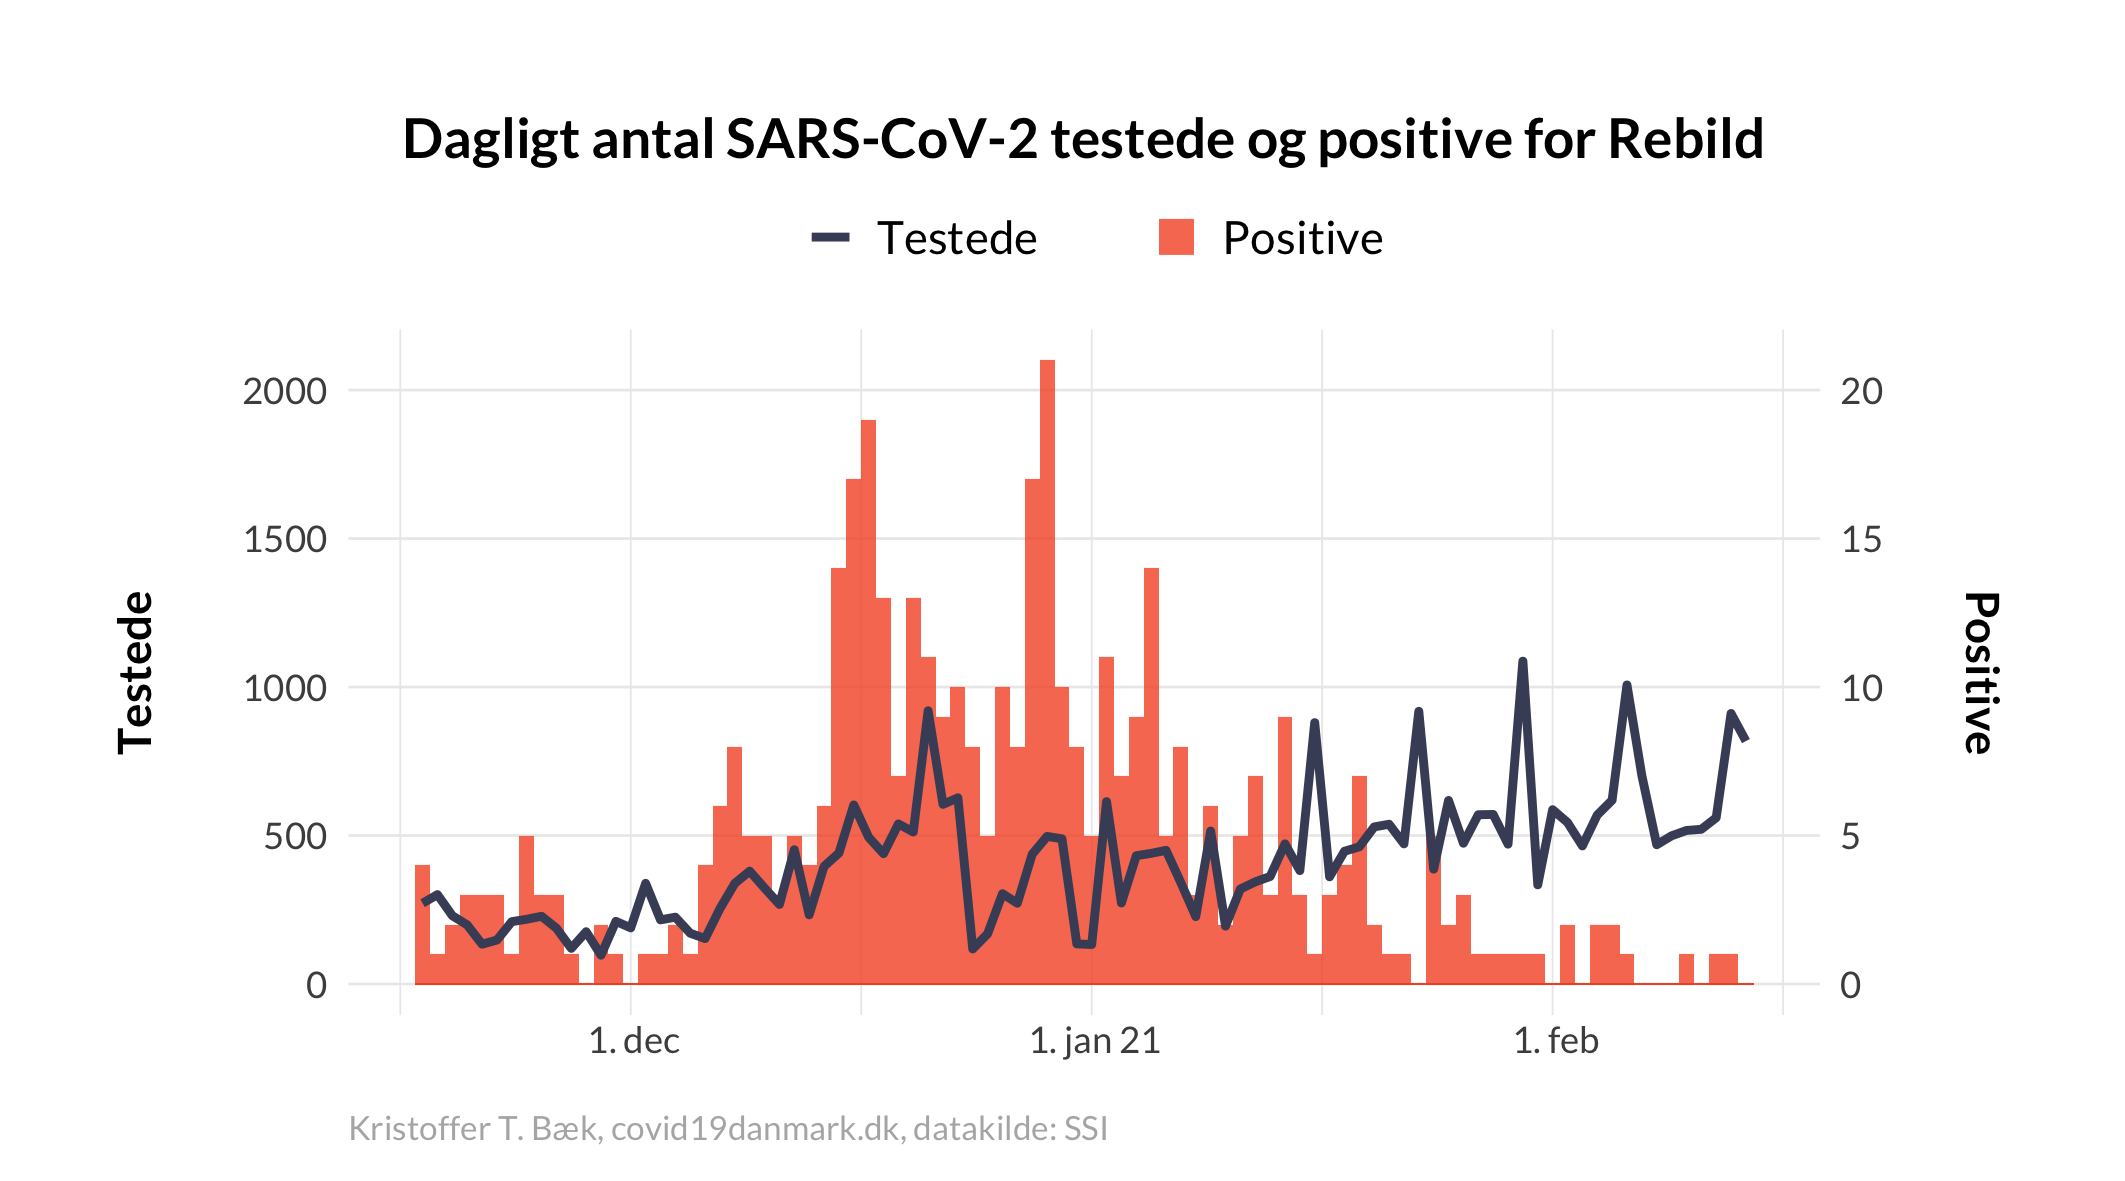 Dagligt antal SARS-CoV-2 testede og positive for Rebild
Testede
Positive
2000
1500
1000
500
0
Testede
20
15
10
5
0
Positive
1. dec
1. jan 21
1. feb
Kristoffer T. Bæk, covid19danmark.dk, datakilde: SSI